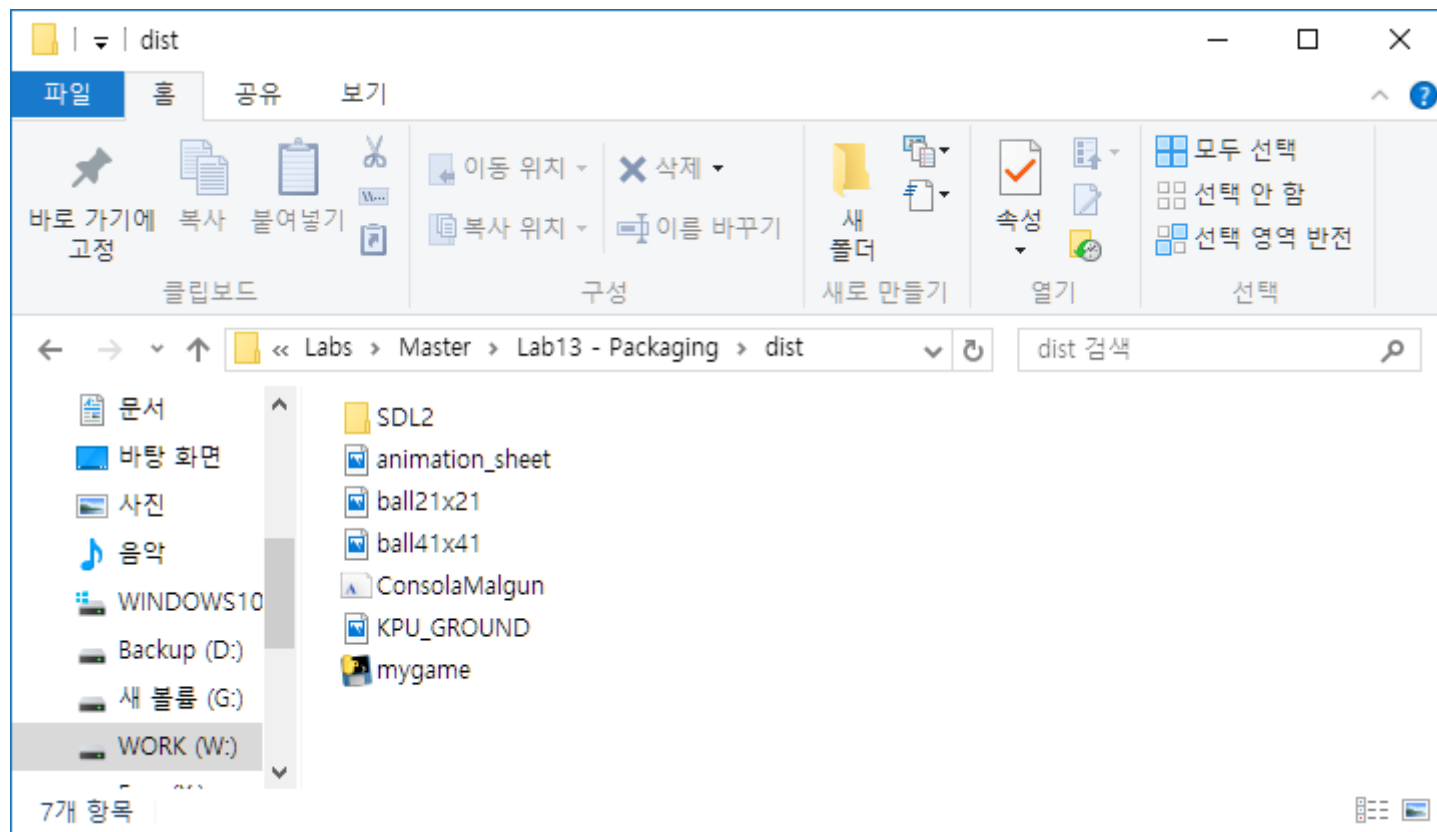 dist
파일 홈 공유 보기
바로 가기에 고정
복사
붙여넣기
클립보드
이동 위치
복사 위치
삭제
이름 바꾸기
구성
새 폴더
새로 만들기
속성
열기
모두 선택
선택 안 함
선택 영역 반전
선택
« Labs > Master > Lab13 - Packaging > dist
dist 검색
문서
바탕 화면
사진
음악
WINDOWS10
Backup (D:)
새 볼륨 (G:)
WORK (W:)
SDL2
animation_sheet
ball21x21
ball41x41
ConsolaMalgun
KPU_GROUND
mygame
7개 항목